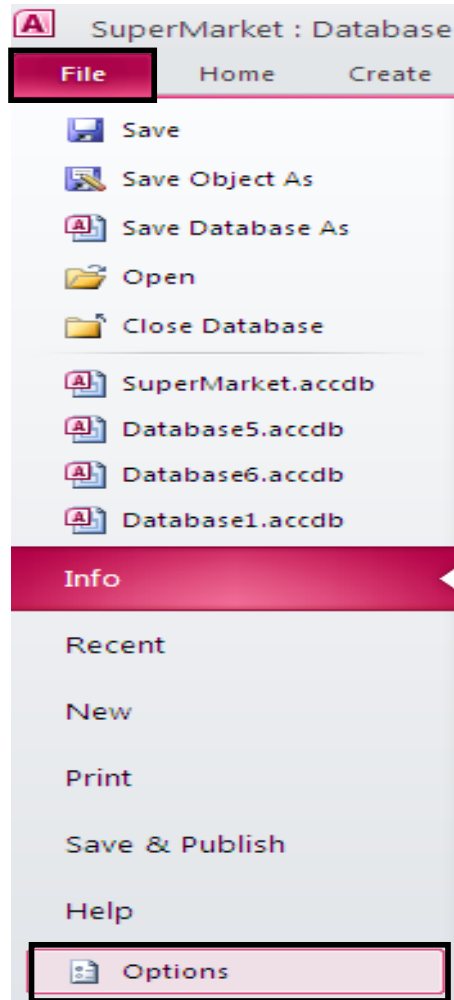 A SuperMarket : Database
File Home Create
Save
Save Object As
Save Database As
Open
Close Database
SuperMarket.accdb
Database5.accdb
Database6.accdb
Database1.accdb
Info
Recent
New
Print
Save & Publish
Help
Options